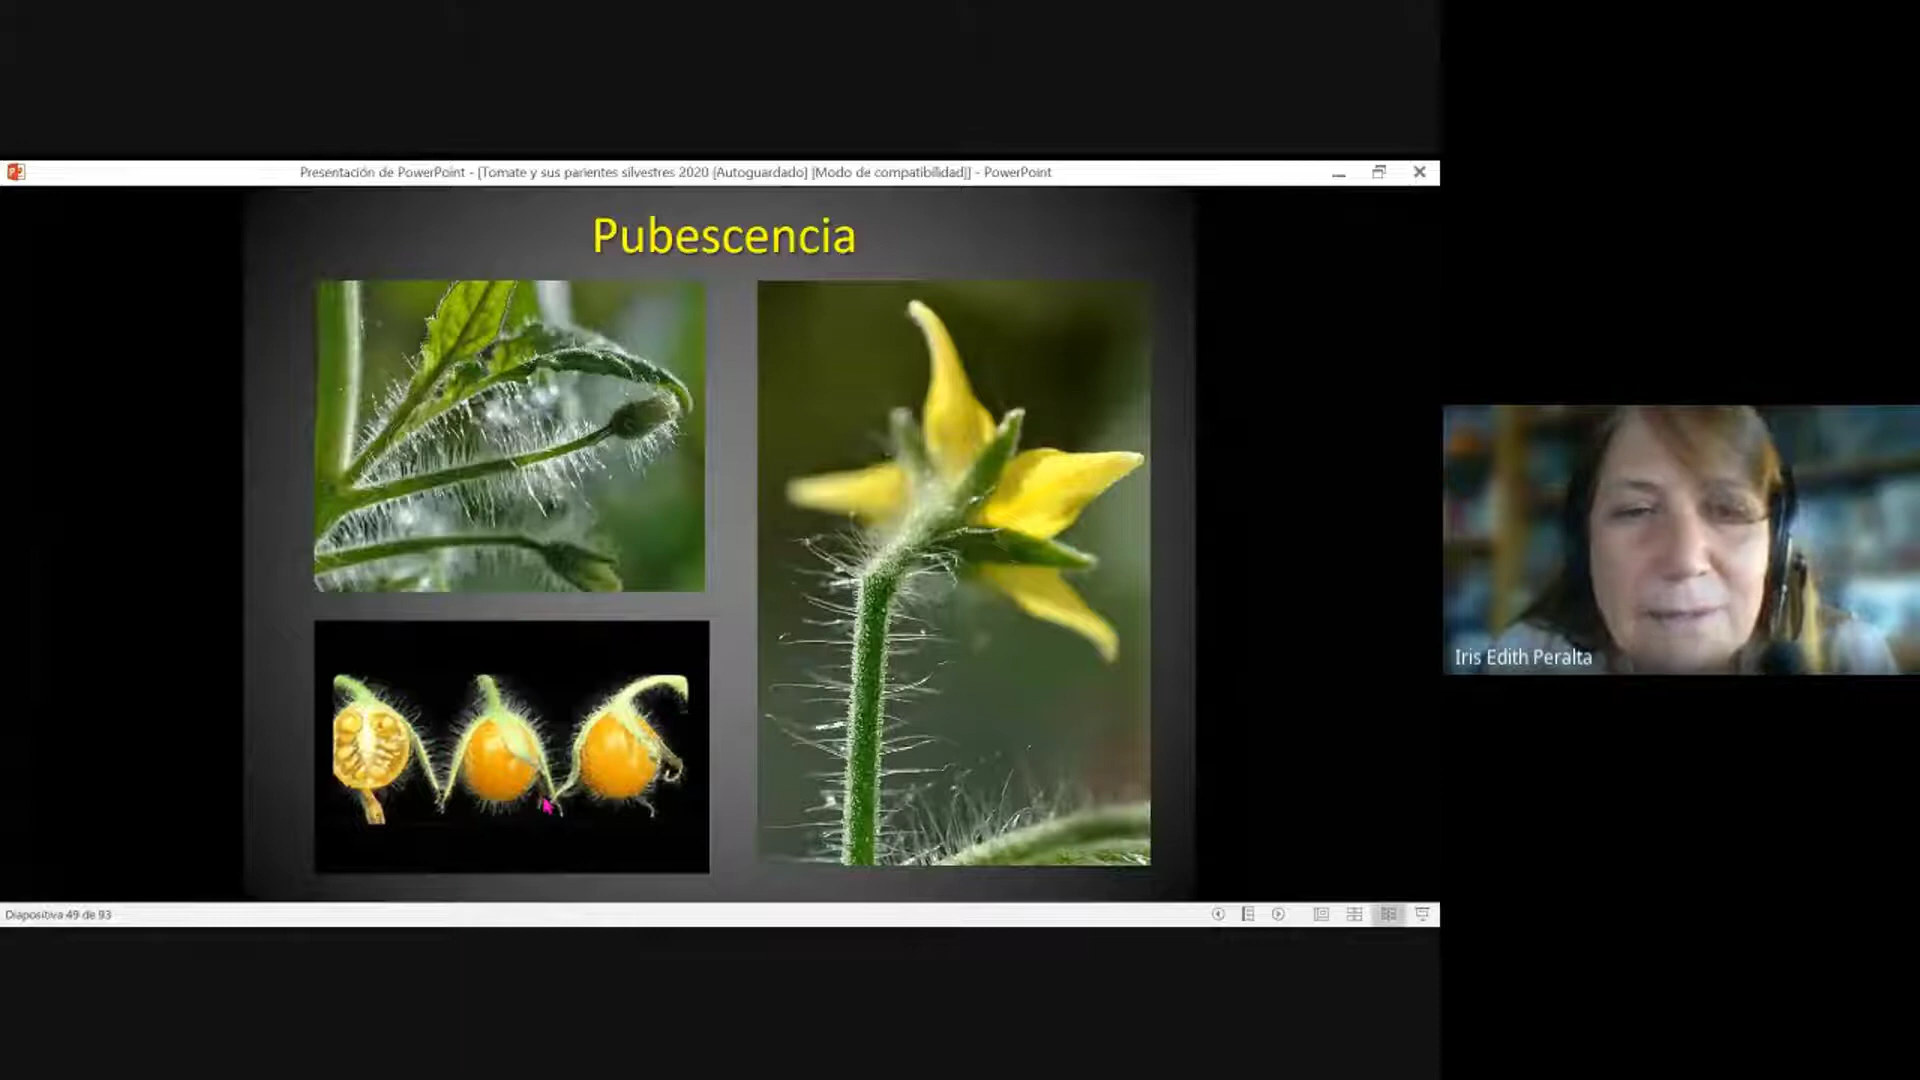 Presentación de PowerPoint - [Tomate y sus parientes silvestres 2020 [Autoguardado] [Modo de compatibilidad]] - PowerPoint
Pubescencia
Iris Edith Peralta
Diapositiva 49 de 93